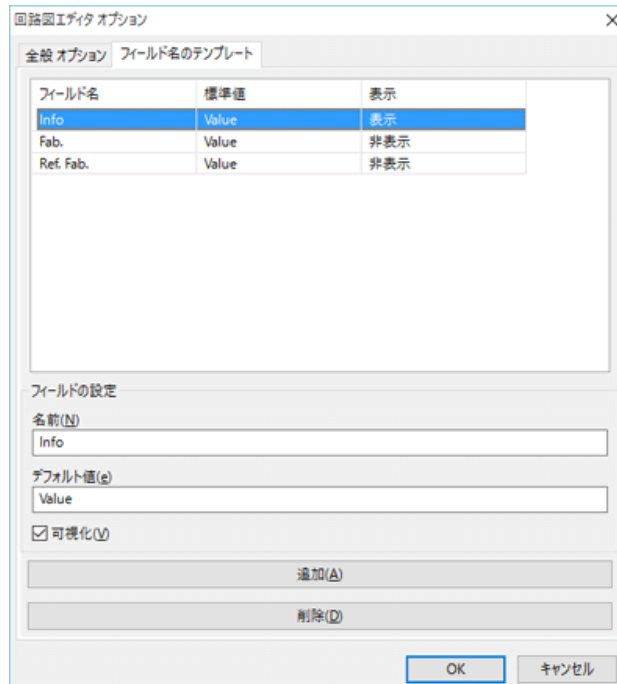 回路図エディタ オプション
全般 オプション フィールド名のテンプレート
フィールド名 標準値 表示
Info Value 表示
Fab. Value 非表示
Ref. Fab. Value 非表示
フィールドの設定
名前(N)
Info
デフォルト値(e)
Value
可視化(V)
追加(A)
削除(D)
OK キャンセル